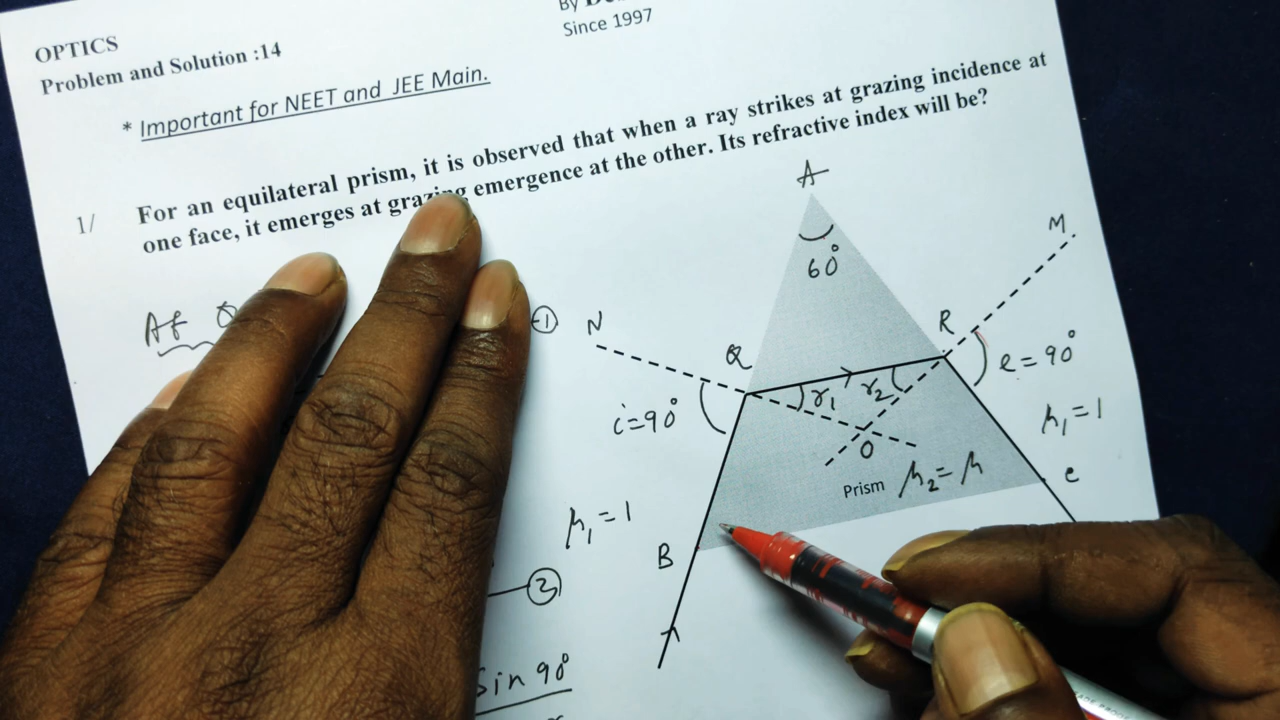 By
Since 1997
OPTICS
Problem and Solution :14
* Important for NEET and JEE Main.
1/ For an equilateral prism, it is observed that when a ray strikes at grazing incidence at
one face, it emerges at grazing emergence at the other. Its refractive index will be?
A
60°
M
At
1
N
Q
R
i=90°
r1
r2
e=90°
O
μ1=1
Prism μ2=μ
e
μ1=1
B
2
Sin 90°